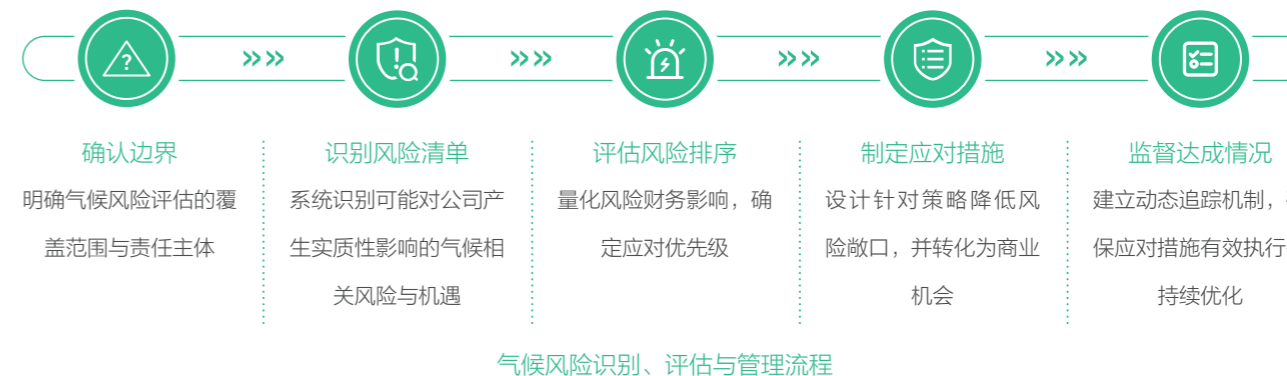 确认边界
明确气候风险评估的覆
盖范围与责任主体
识别风险清单
系统识别可能对公司产
生实质性影响的气候相
关风险与机遇
评估风险排序
量化风险财务影响，确
定应对优先级
制定应对措施
设计针对策略降低风
险敞口，并转化为商业
机会
监督达成情况
建立动态追踪机制，
保应对措施有效执行
持续优化
气候风险识别、评估与管理流程